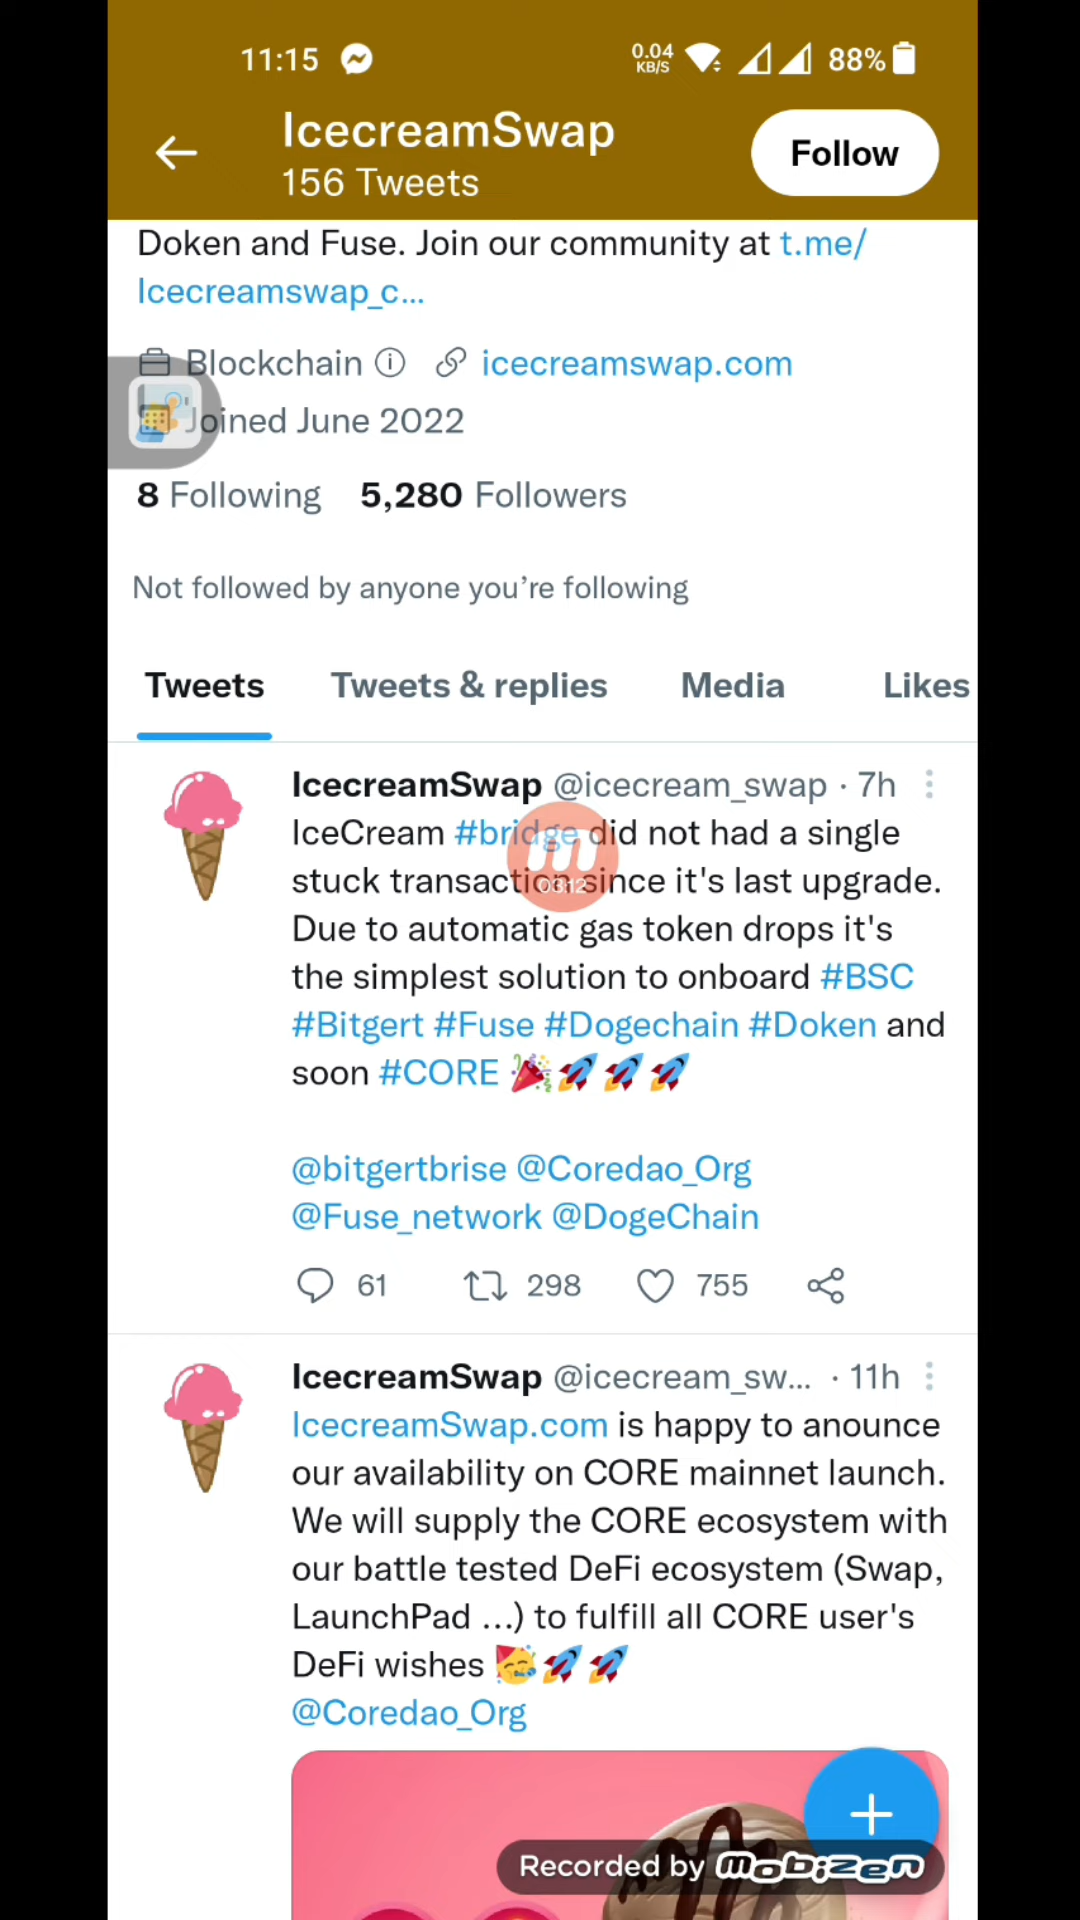 11:15
0.04 KB/S
88%
IcecreamSwap
156 Tweets
Follow
Doken and Fuse. Join our community at t.me/
Icecreamswap_c...
Blockchain icecreamswap.com
Joined June 2022
8 Following 5,280 Followers
Not followed by anyone you're following
Tweets Tweets & replies Media Likes
IcecreamSwap @icecream_swap · 7h
IceCream #bridge did not had a single
stuck transaction since it's last upgrade.
03:12
Due to automatic gas token drops it's
the simplest solution to onboard #BSC
#Bitgert #Fuse #Dogechain #Doken and
soon #CORE 🎉🚀🚀🚀
@bitgertbrise @Coredao_Org
@Fuse_network @DogeChain
61 298 755
IcecreamSwap @icecream_sw... · 11h
IcecreamSwap.com is happy to anounce
our availability on CORE mainnet launch.
We will supply the CORE ecosystem with
our battle tested DeFi ecosystem (Swap,
LaunchPad ...) to fulfill all CORE user's
DeFi wishes 🥳🚀🚀
@Coredao_Org
Recorded by mobizen